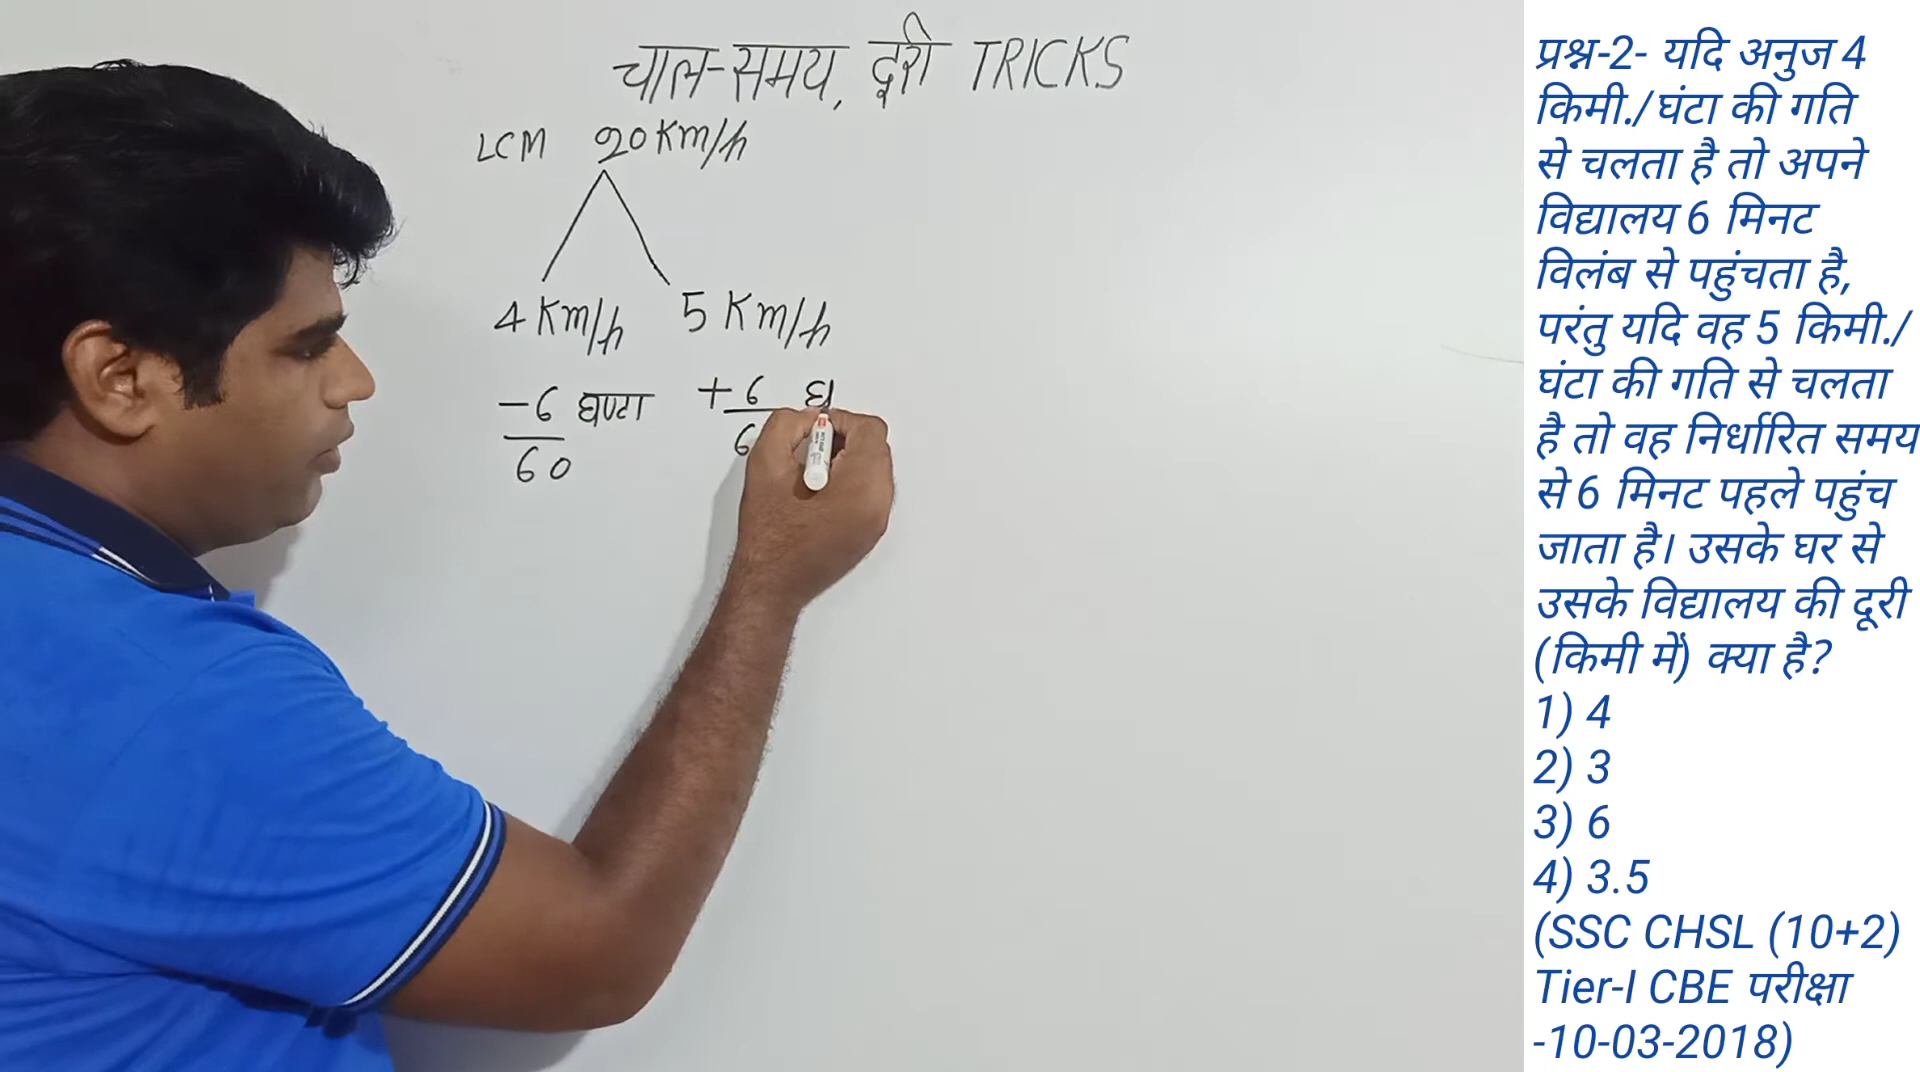 चाल-समय, दूरी TRICKS
LCM 20 Km/h
4 Km/h 5 Km/h
-6 घण्टा +6 घ
60 6
प्रश्न-2- यदि अनुज 4
किमी./घंटा की गति
से चलता है तो अपने
विद्यालय 6 मिनट
विलंब से पहुंचता है,
परंतु यदि वह 5 किमी./
घंटा की गति से चलता
है तो वह निर्धारित समय
से 6 मिनट पहले पहुंच
जाता है। उसके घर से
उसके विद्यालय की दूरी
(किमी में) क्या है?
1) 4
2) 3
3) 6
4) 3.5
(SSC CHSL (10+2)
Tier-I CBE परीक्षा
-10-03-2018)